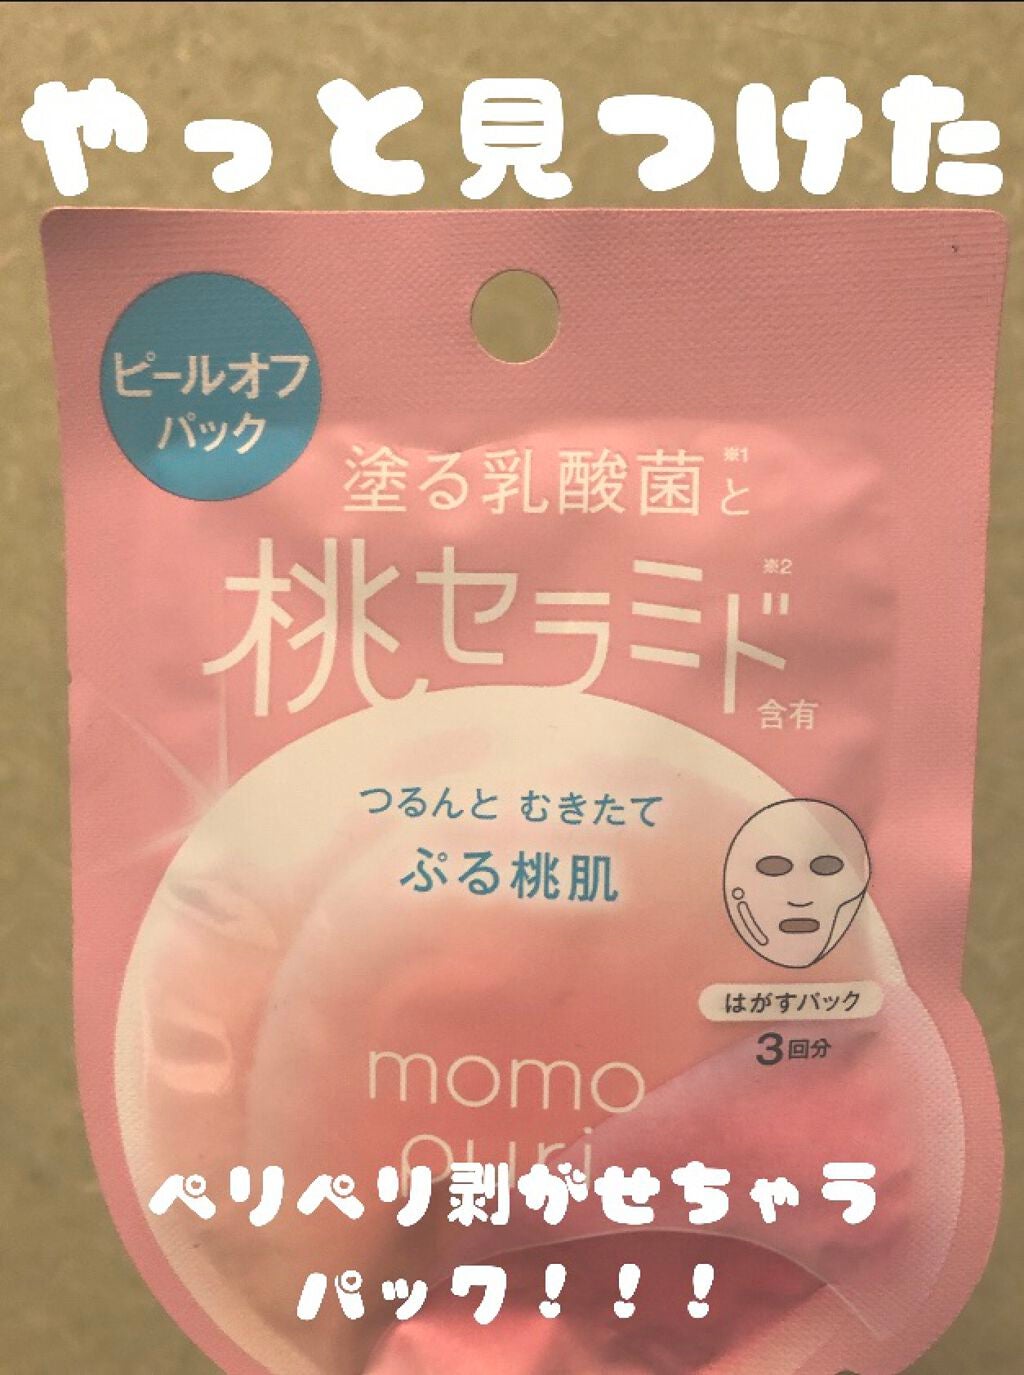 やっと見つけた
ピールオフ
パック
塗る乳酸菌※1と
桃セラミド※2
含有
つるんと むきたて
ぷる桃肌
はがすパック
3回分
momo
puri
ペリペリ剥がせちゃう
パック！！！